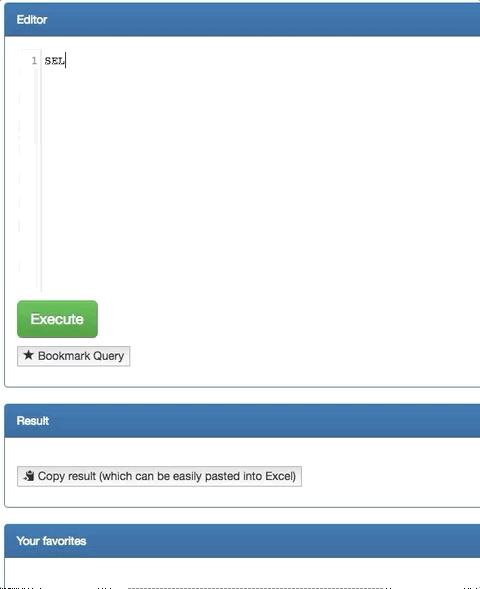 Editor
1 SEL
Execute
Bookmark Query
Result
Copy result (which can be easily pasted into Excel)
Your favorites